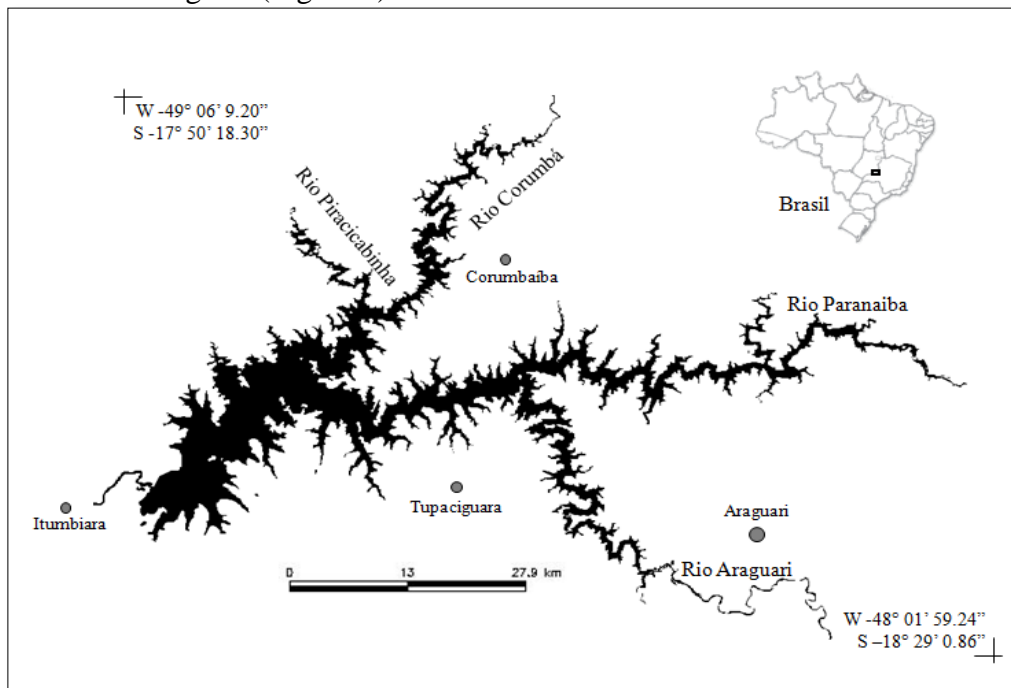 W -49° 06' 9.20”
S -17° 50' 18.30”
Rio Piracicabinha
Rio Corumbá
Brasil
Corumbaíba
Rio Paranaiba
Itumbiara
Tupaciguara
Araguari
0 13 27.9 km
Rio Araguari
W -48° 01' 59.24”
S –18° 29' 0.86”